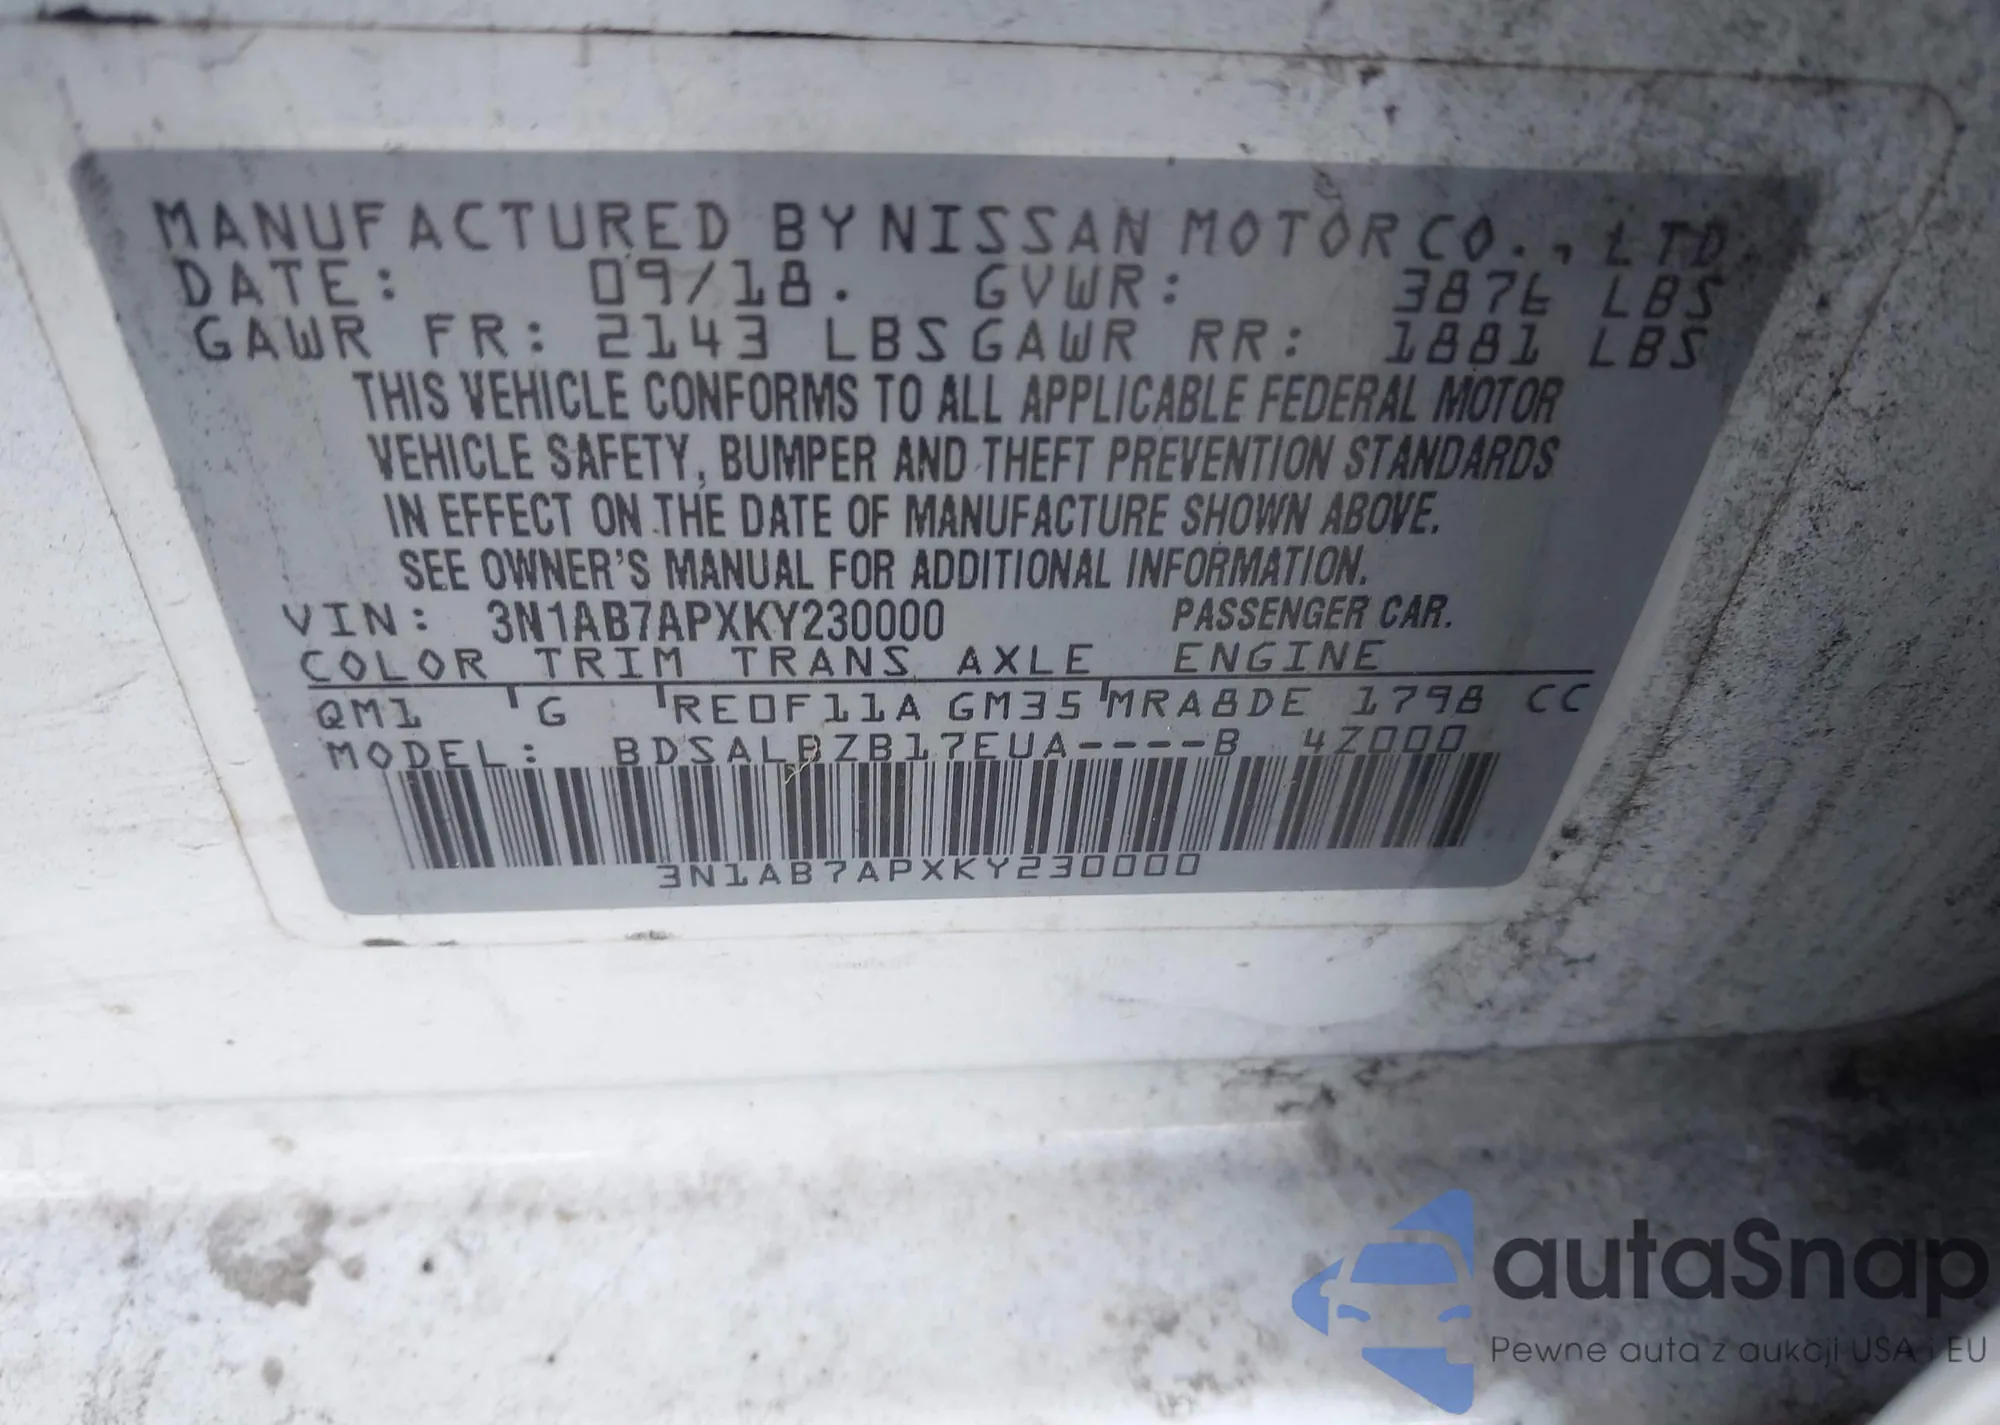 MANUFACTURED BY NISSAN MOTOR CO., LTD.
DATE: 09/18. GVWR: 3876 LBS
GAWR FR: 2143 LBS GAWR RR: 1881 LBS
THIS VEHICLE CONFORMS TO ALL APPLICABLE FEDERAL MOTOR
VEHICLE SAFETY, BUMPER AND THEFT PREVENTION STANDARDS
IN EFFECT ON THE DATE OF MANUFACTURE SHOWN ABOVE.
SEE OWNER'S MANUAL FOR ADDITIONAL INFORMATION.
VIN: 3N1AB7APXKY230000 PASSENGER CAR.
COLOR TRIM TRANS AXLE ENGINE
QM1 G RE0F11A GM35 MRA8DE 1798 CC
MODEL: BDSALBZB17EUA----B 4Z000
3N1AB7APXKY230000
autaSnap
Pewne auta z aukcji USA i EU